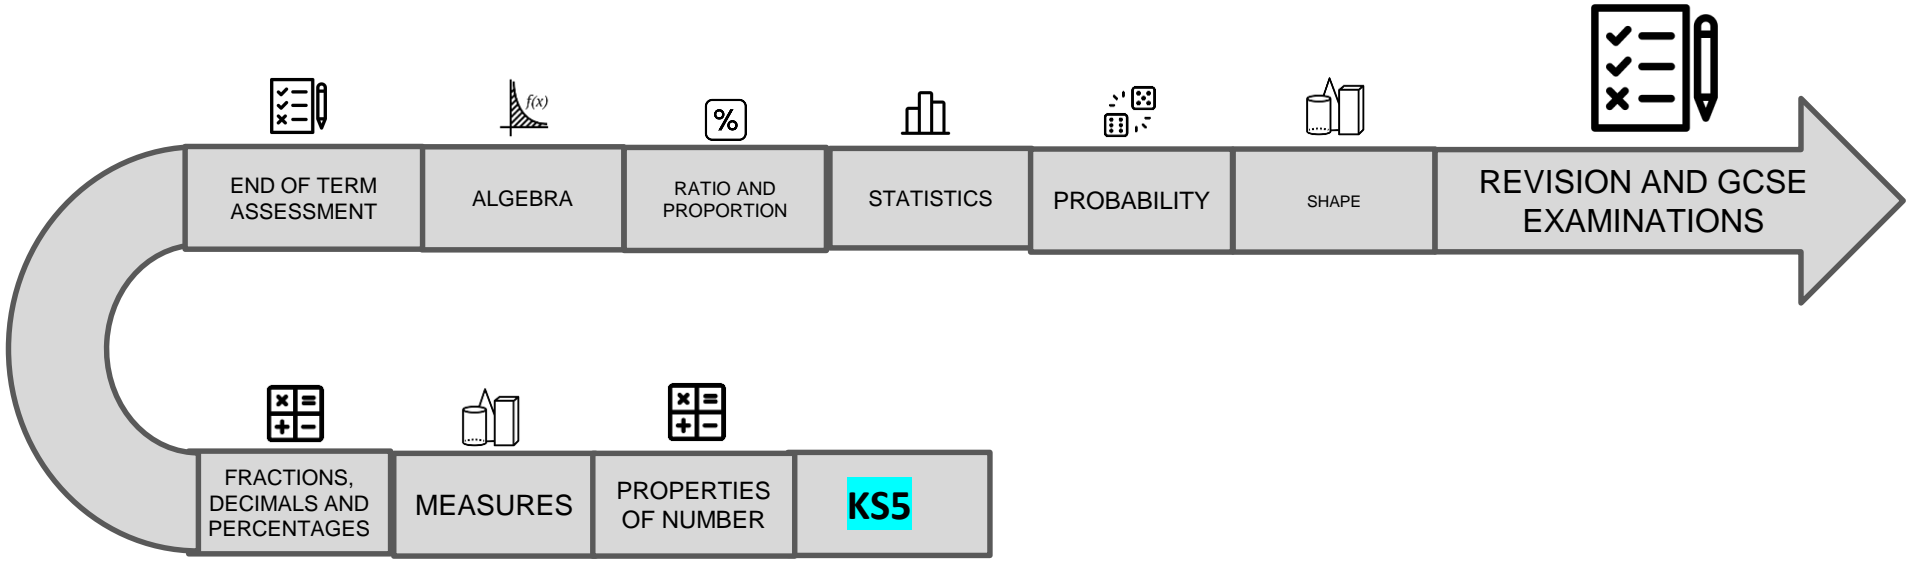 f(x)
%
END OF TERM
ASSESSMENT
ALGEBRA
RATIO AND
PROPORTION
STATISTICS
PROBABILITY
SHAPE
REVISION AND GCSE
EXAMINATIONS
FRACTIONS,
DECIMALS AND
PERCENTAGES
MEASURES
PROPERTIES
OF NUMBER
KS5